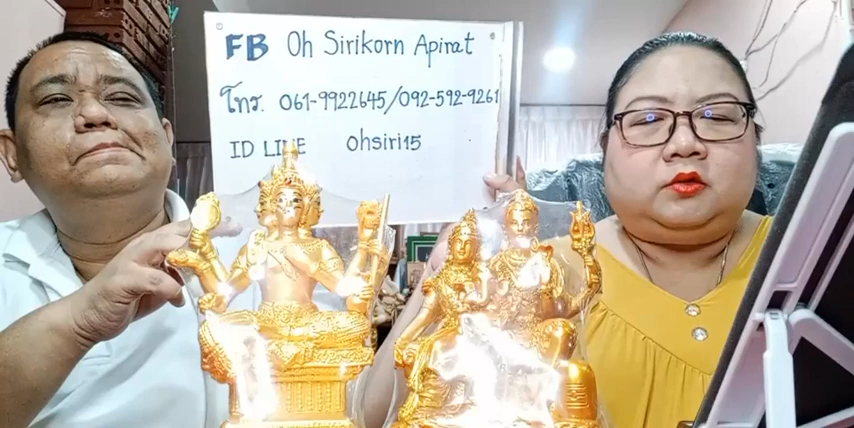 FB Oh Sirikorn Apirat
โทร. 061-9922645/092-592-9261
ID LINE ohsiri15